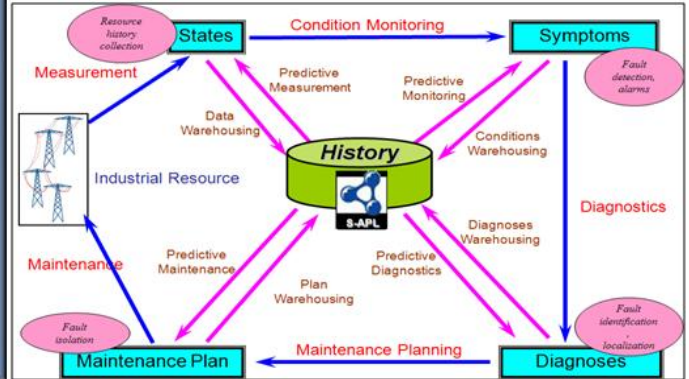 Resource
history
collection
States
Condition Monitoring
Symptoms
Fault
detection,
alarms
Measurement
Predictive
Measurement
Predictive
Monitoring
Data
Warehousing
History
Conditions
Warehousing
Industrial Resource
S-APL
Diagnostics
Diagnoses
Warehousing
Maintenance
Predictive
Maintenance
Predictive
Diagnostics
Plan
Warehousing
Fault
isolation
Fault
identification
,
localization
Maintenance Plan
Maintenance Planning
Diagnoses